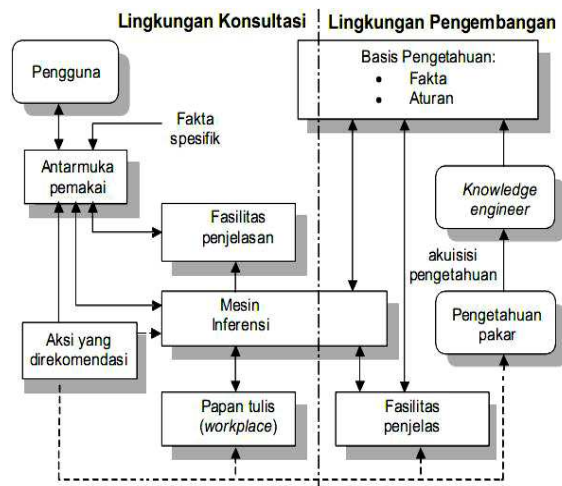 Lingkungan Konsultasi
Lingkungan Pengembangan
Pengguna
Fakta
spesifik
Antarmuka
pemakai
Fasilitas
penjelasan
Mesin
Inferensi
Aksi yang
direkomendasi
Papan tulis
(workplace)
Basis Pengetahuan:
• Fakta
• Aturan
Knowledge
engineer
akuisisi
pengetahuan
Pengetahuan
pakar
Fasilitas
penjelas